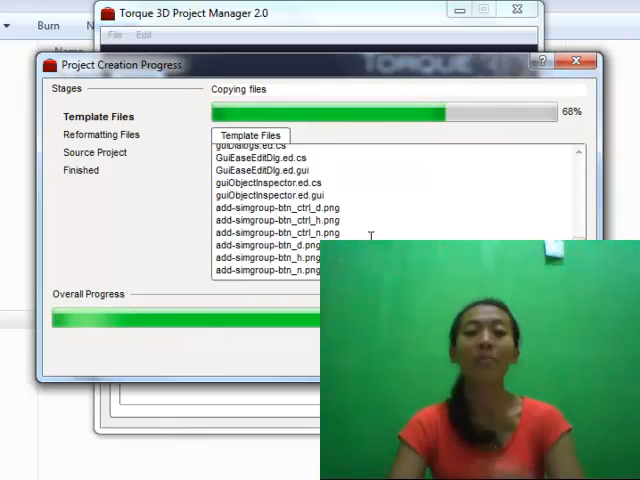 Torque 3D Project Manager 2.0
Burn
N
File Edit
Name
Project Creation Progress
TORQUE 3D
Stages
Copying files
Template Files
68%
Reformatting Files
Template Files
Source Project
Finished
guiDialogs.ed.cs
GuiEaseEditDlg.ed.cs
GuiEaseEditDlg.ed.gui
guiObjectInspector.ed.cs
guiObjectInspector.ed.gui
add-simgroup-btn_ctrl_d.png
add-simgroup-btn_ctrl_h.png
add-simgroup-btn_ctrl_n.png
add-simgroup-btn_d.png
add-simgroup-btn_h.png
add-simgroup-btn_n.png
Overall Progress